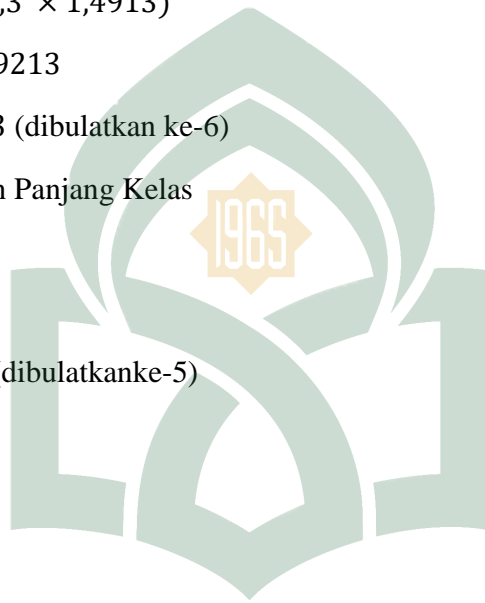 ,3 × 1,4913)
9213
3 (dibulatkan ke-6)
n Panjang Kelas
1965
(dibulatkanke-5)